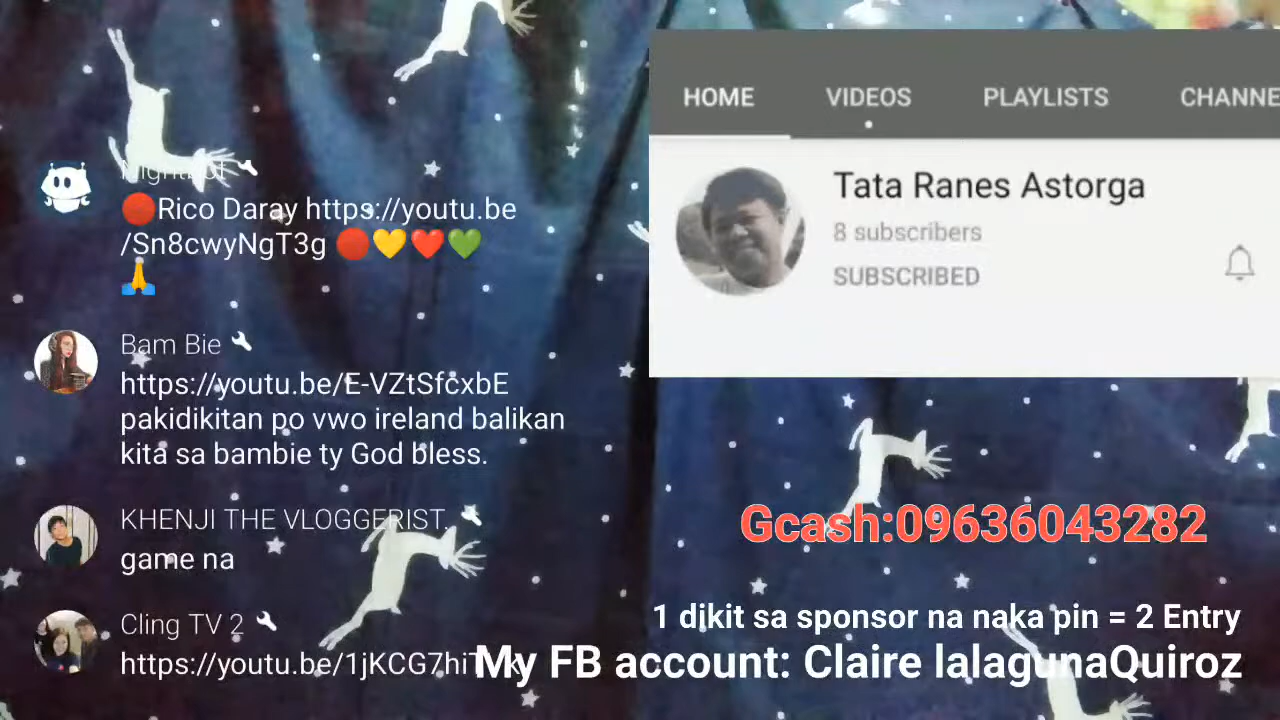 Nightbot
🔴Rico Daray https://youtu.be
/Sn8cwyNgT3g 🔴💛❤️💚
🙏
Bam Bie
https://youtu.be/E-VZtSfcxbE
pakidikitan po vwo ireland balikan
kita sa bambie ty God bless.
KHENJI THE VLOGGERIST.
game na
Cling TV 2
HOME VIDEOS PLAYLISTS CHANNE
Tata Ranes Astorga
8 subscribers
SUBSCRIBED
Gcash:09636043282
1 dikit sa sponsor na naka pin = 2 Entry
My FB account: Claire lalagunaQuiroz